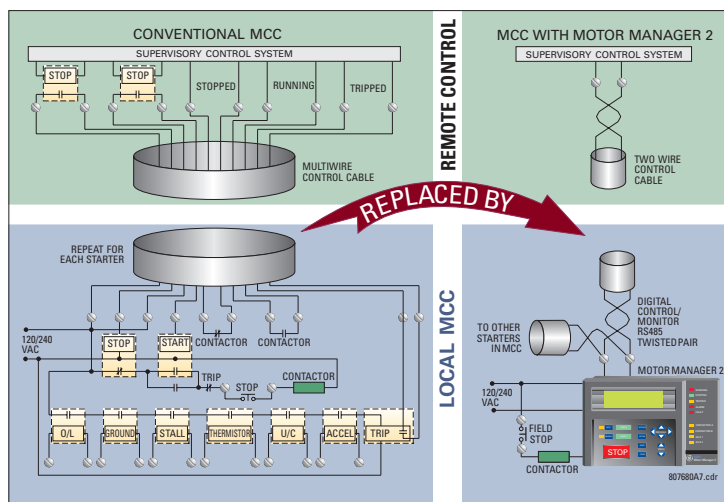 CONVENTIONAL MCC
SUPERVISORY CONTROL SYSTEM
STOP
STOP
STOPPED
RUNNING
TRIPPED
MULTIWIRE
CONTROL CABLE
REMOTE CONTROL
MCC WITH MOTOR MANAGER 2
SUPERVISORY CONTROL SYSTEM
TWO WIRE
CONTROL
CABLE
REPLACED BY
REPEAT FOR
EACH STARTER
120/240
VAC
STOP
START
CONTACTOR
CONTACTOR
TRIP
STOP
CONTACTOR
O/L
GROUND
STALL
THERMISTOR
U/C
ACCEL
TRIP
LOCAL MCC
DIGITAL
CONTROL/
MONITOR
RS485
TWISTED PAIR
TO OTHER
STARTERS
IN MCC
MOTOR MANAGER 2
120/240
VAC
FIELD
STOP
CONTACTOR
STOP
Motor Manager 2
807680A7.cdr